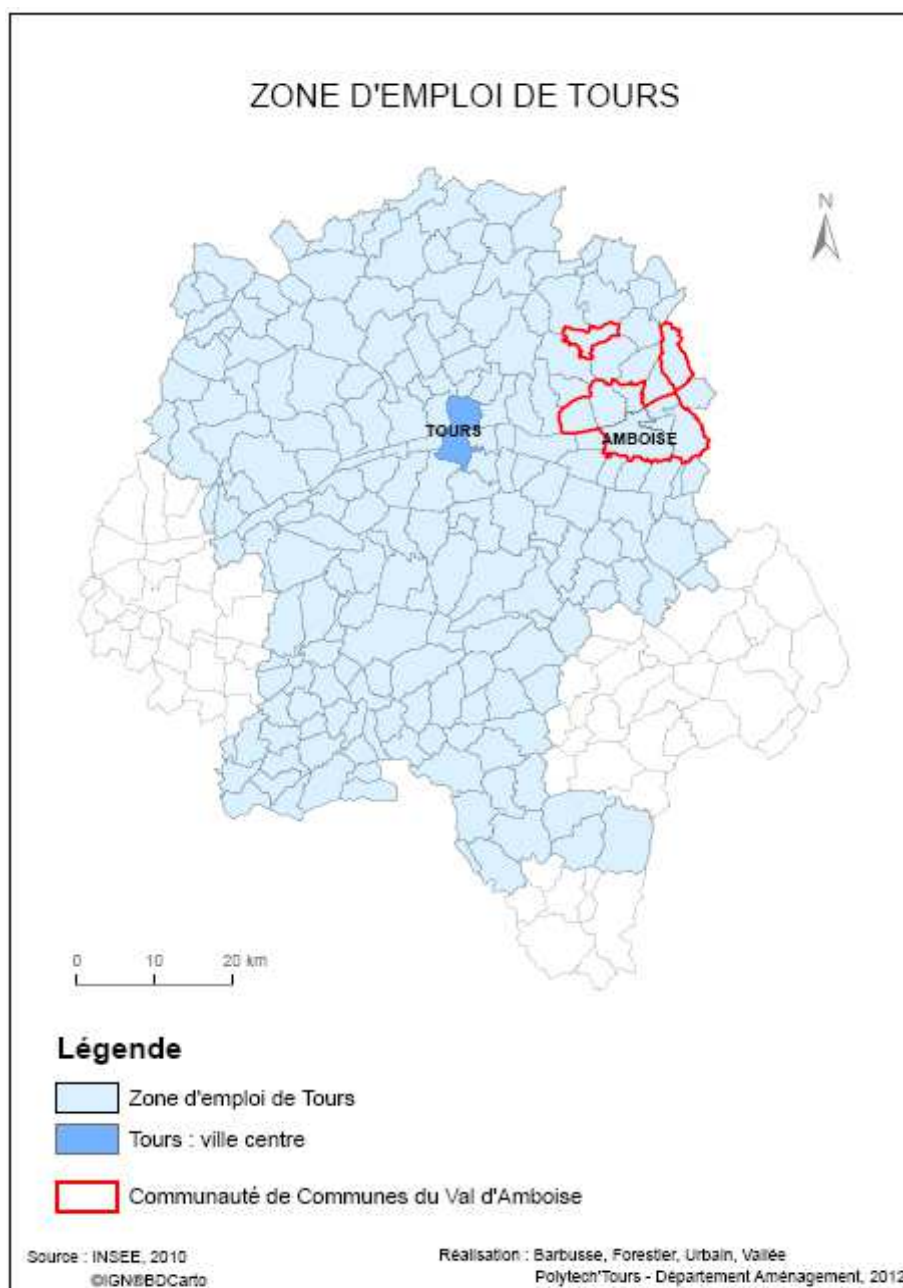 ZONE D'EMPLOI DE TOURS
N
TOURS
AMBOISE
0 10 20 km
Légende
Zone d'emploi de Tours
Tours : ville centre
Communauté de Communes du Val d'Amboise
Source : INSEE, 2010
©IGN®BDCarto
Réalisation : Barbusse, Forestier, Urbain, Vallée
Polytech'Tours - Département Aménagement, 2012